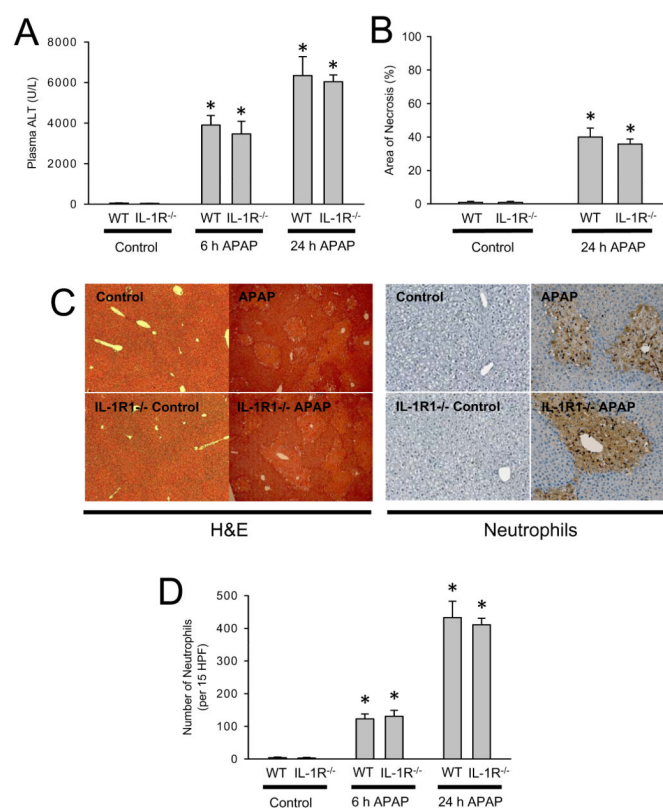 A
Plasma ALT (U/L)
8000
6000
4000
2000
0
*
*
*
*
WT IL-1R-/- WT IL-1R-/- WT IL-1R-/-
Control 6 h APAP 24 h APAP
B
Area of Necrosis (%)
100
80
60
40
20
0
*
*
WT IL-1R-/- WT IL-1R-/-
Control 24 h APAP
C
Control APAP Control APAP
IL-1R1-/- Control IL-1R1-/- APAP IL-1R1-/- Control IL-1R1-/- APAP
H&E Neutrophils
D
Number of Neutrophils
(per 15 HPF)
500
400
300
200
100
0
*
*
*
*
WT IL-1R-/- WT IL-1R-/- WT IL-1R-/-
Control 6 h APAP 24 h APAP